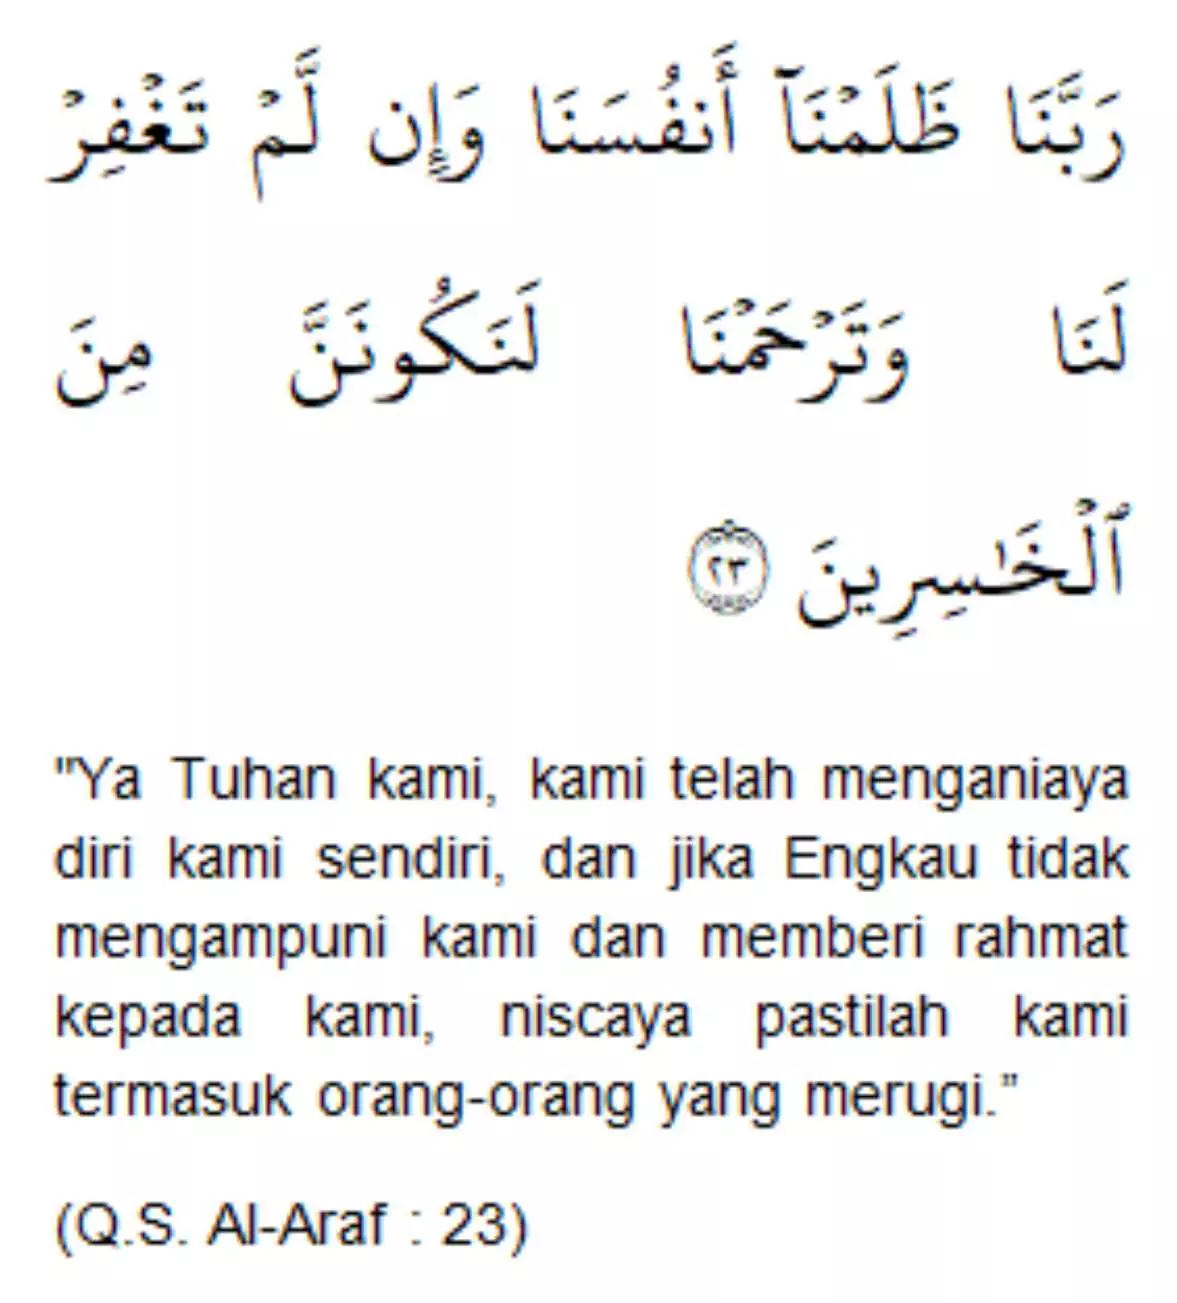 رَبَّنَا ظَلَمۡنَآ أَنفُسَنَا وَإِن لَّمۡ تَغۡفِرۡ
لَنَا وَتَرۡحَمۡنَا لَنَكُونَنَّ مِنَ
ٱلۡخَٰسِرِينَ ٢٣
"Ya Tuhan kami, kami telah menganiaya
diri kami sendiri, dan jika Engkau tidak
mengampuni kami dan memberi rahmat
kepada kami, niscaya pastilah kami
termasuk orang-orang yang merugi.”
(Q.S. Al-Araf : 23)